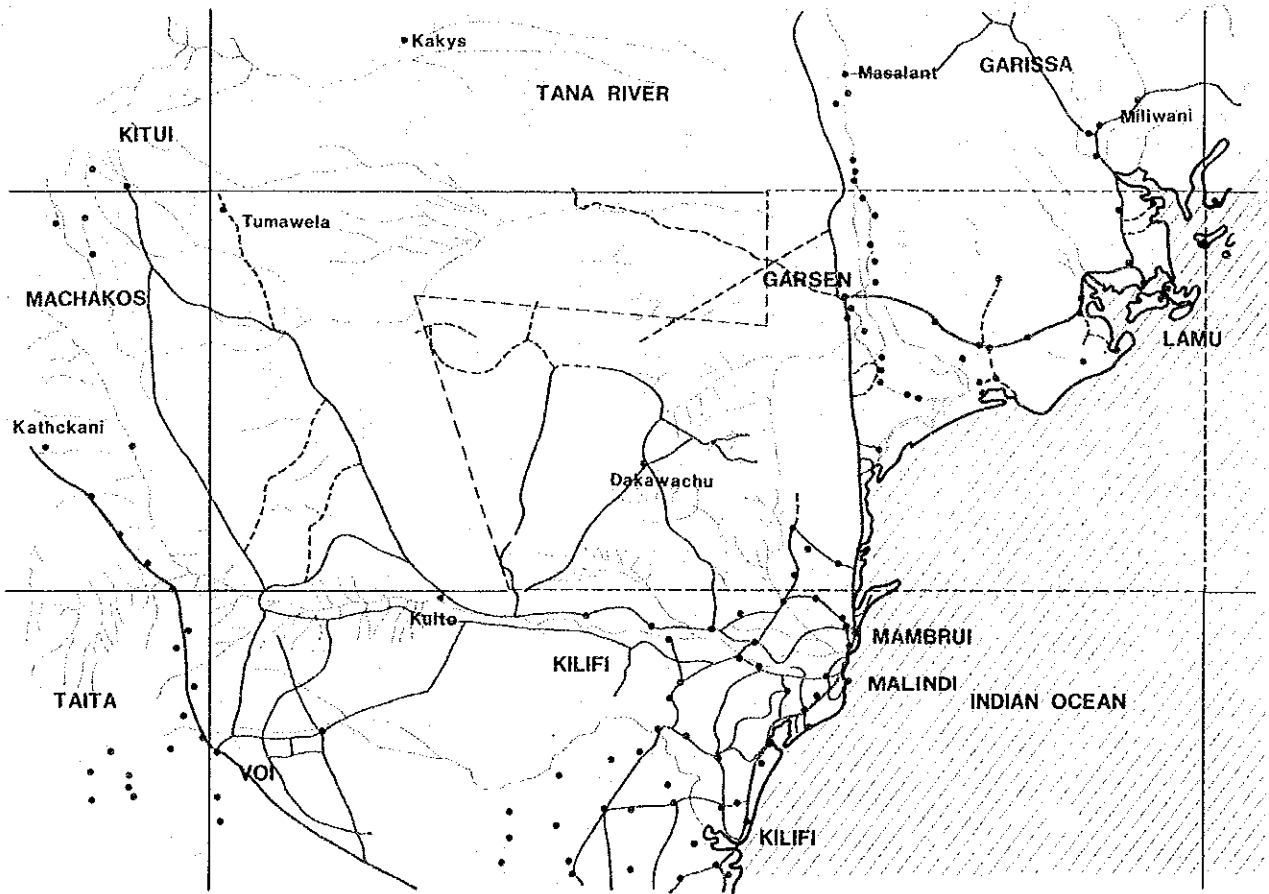 Kakys
TANA RIVER
Masalant
GARISSA
Miliwani
KITUI
Tumawela
MACHAKOS
GARSEN
LAMU
Kathckani
Dakawachu
Kulto
KILIFI
MAMBRUI
MALINDI
TAITA
INDIAN OCEAN
VOI
KILIFI